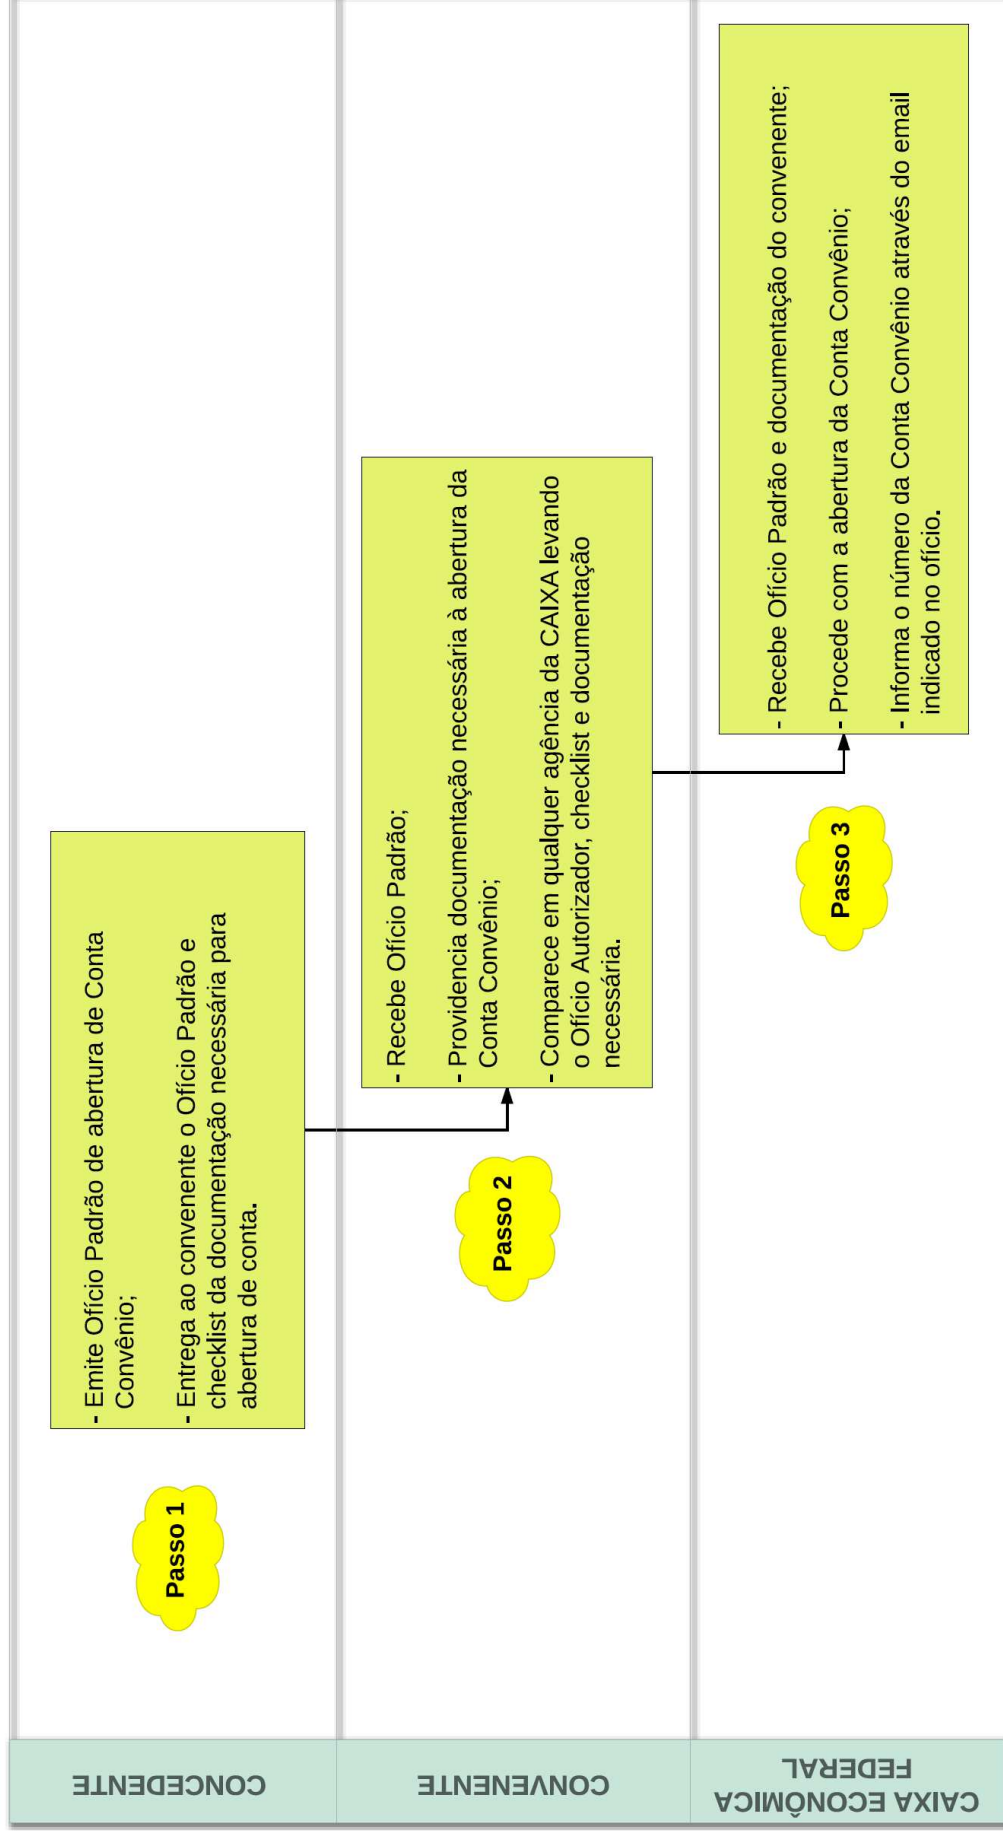 CONCEDENTE
Passo 1
- Emite Ofício Padrão de abertura de Conta
Convênio;
- Entrega ao convenente o Ofício Padrão e
checklist da documentação necessária para
abertura de conta.
CONVENENTE
Passo 2
- Recebe Ofício Padrão;
- Providencia documentação necessária à abertura da
Conta Convênio;
- Comparece em qualquer agência da CAIXA levando
o Ofício Autorizador, checklist e documentação
necessária.
CAIXA ECONÔMICA
FEDERAL
Passo 3
- Recebe Ofício Padrão e documentação do convenente;
- Procede com a abertura da Conta Convênio;
- Informa o número da Conta Convênio através do email
indicado no ofício.